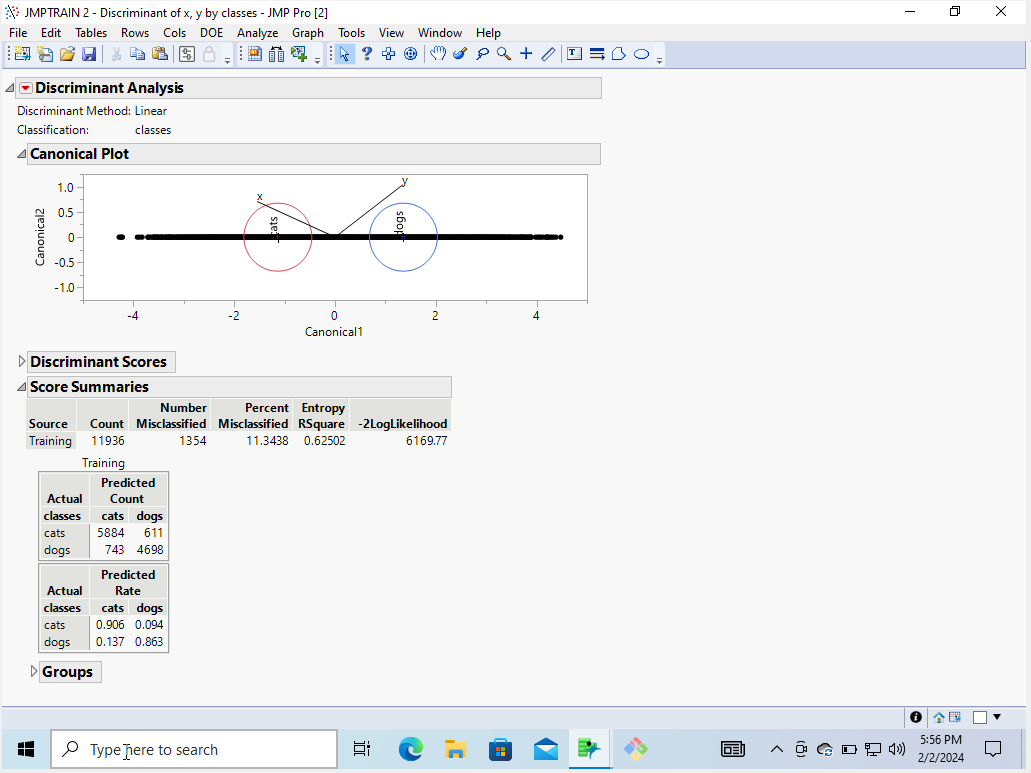 JMPTRAIN 2 - Discriminant of x, y by classes - JMP Pro [2]
File Edit Tables Rows Cols DOE Analyze Graph Tools View Window Help
Discriminant Analysis
Discriminant Method: Linear
Classification: classes
Canonical Plot
Canonical2
1.0
0.5
0
-0.5
-1.0
x
y
cats
dogs
-4 -2 0 2 4
Canonical1
Discriminant Scores
Score Summaries
Number Percent Entropy
Source Count Misclassified Misclassified RSquare -2LogLikelihood
Training 11936 1354 11.3438 0.62502 6169.77
Training
Predicted
Actual Count
classes cats dogs
cats 5884 611
dogs 743 4698
Predicted
Actual Rate
classes cats dogs
cats 0.906 0.094
dogs 0.137 0.863
Groups
Type here to search
5:56 PM
2/2/2024